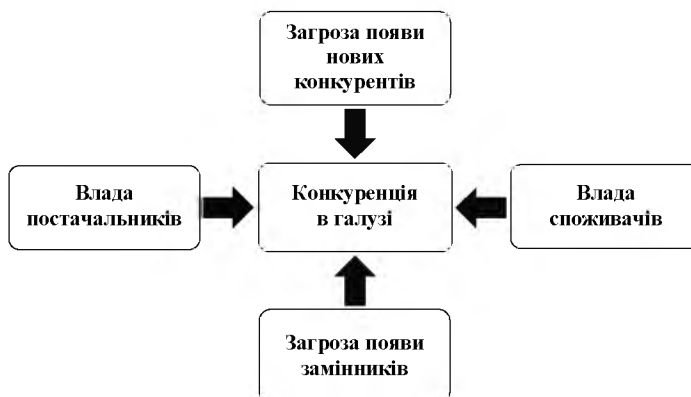 Загроза появи
нових
конкурентів
Влада
постачальників
Конкуренція
в галузі
Влада
споживачів
Загроза появи
замінників